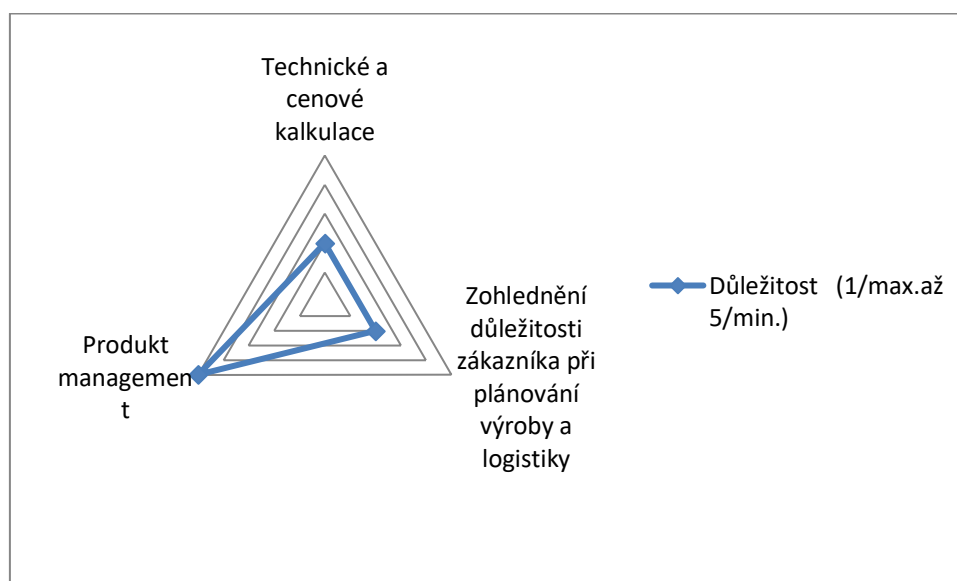 Technické a
cenové
kalkulace
Zohlednění
důležitosti
zákazníka při
plánování
výroby a
logistiky
Produkt
managemen
t
Důležitost (1/max.až
5/min.)